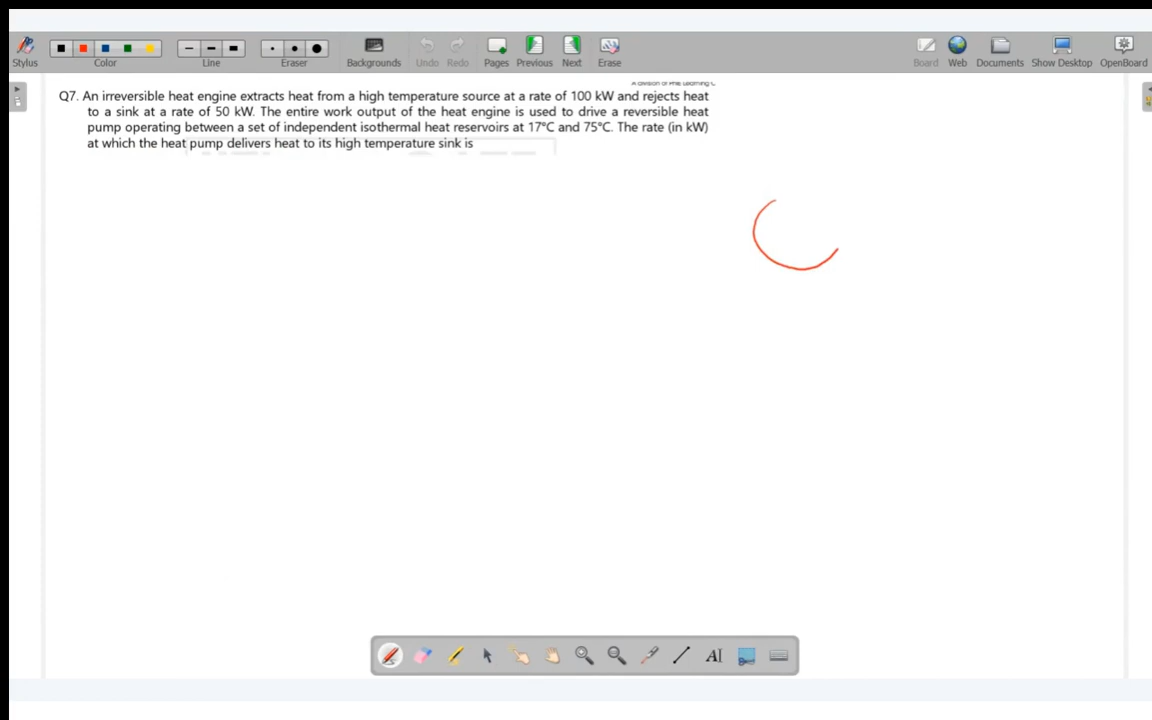 Stylus Color Line Eraser Backgrounds Undo Redo Pages Previous Next Erase Board Web Documents Show Desktop OpenBoard
Q7. An irreversible heat engine extracts heat from a high temperature source at a rate of 100 kW and rejects heat
to a sink at a rate of 50 kW. The entire work output of the heat engine is used to drive a reversible heat
pump operating between a set of independent isothermal heat reservoirs at 17°C and 75°C. The rate (in kW)
at which the heat pump delivers heat to its high temperature sink is
AI